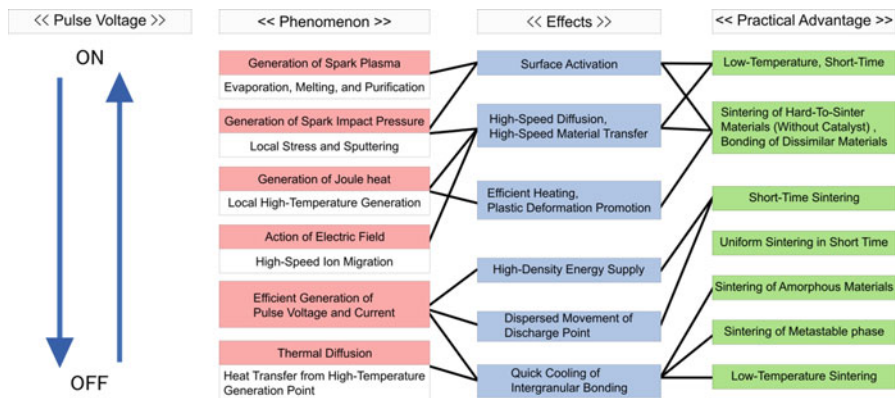 << Pulse Voltage >>
<< Phenomenon >>
<< Effects >>
<< Practical Advantage >>
ON
OFF
Generation of Spark Plasma
Evaporation, Melting, and Purification
Generation of Spark Impact Pressure
Local Stress and Sputtering
Generation of Joule heat
Local High-Temperature Generation
Action of Electric Field
High-Speed Ion Migration
Efficient Generation of
Pulse Voltage and Current
Thermal Diffusion
Heat Transfer from High-Temperature
Generation Point
Surface Activation
High-Speed Diffusion,
High-Speed Material Transfer
Efficient Heating,
Plastic Deformation Promotion
High-Density Energy Supply
Dispersed Movement of
Discharge Point
Quick Cooling of
Intergranular Bonding
Low-Temperature, Short-Time
Sintering of Hard-To-Sinter
Materials (Without Catalyst) ,
Bonding of Dissimilar Materials
Short-Time Sintering
Uniform Sintering in Short Time
Sintering of Amorphous Materials
Sintering of Metastable phase
Low-Temperature Sintering